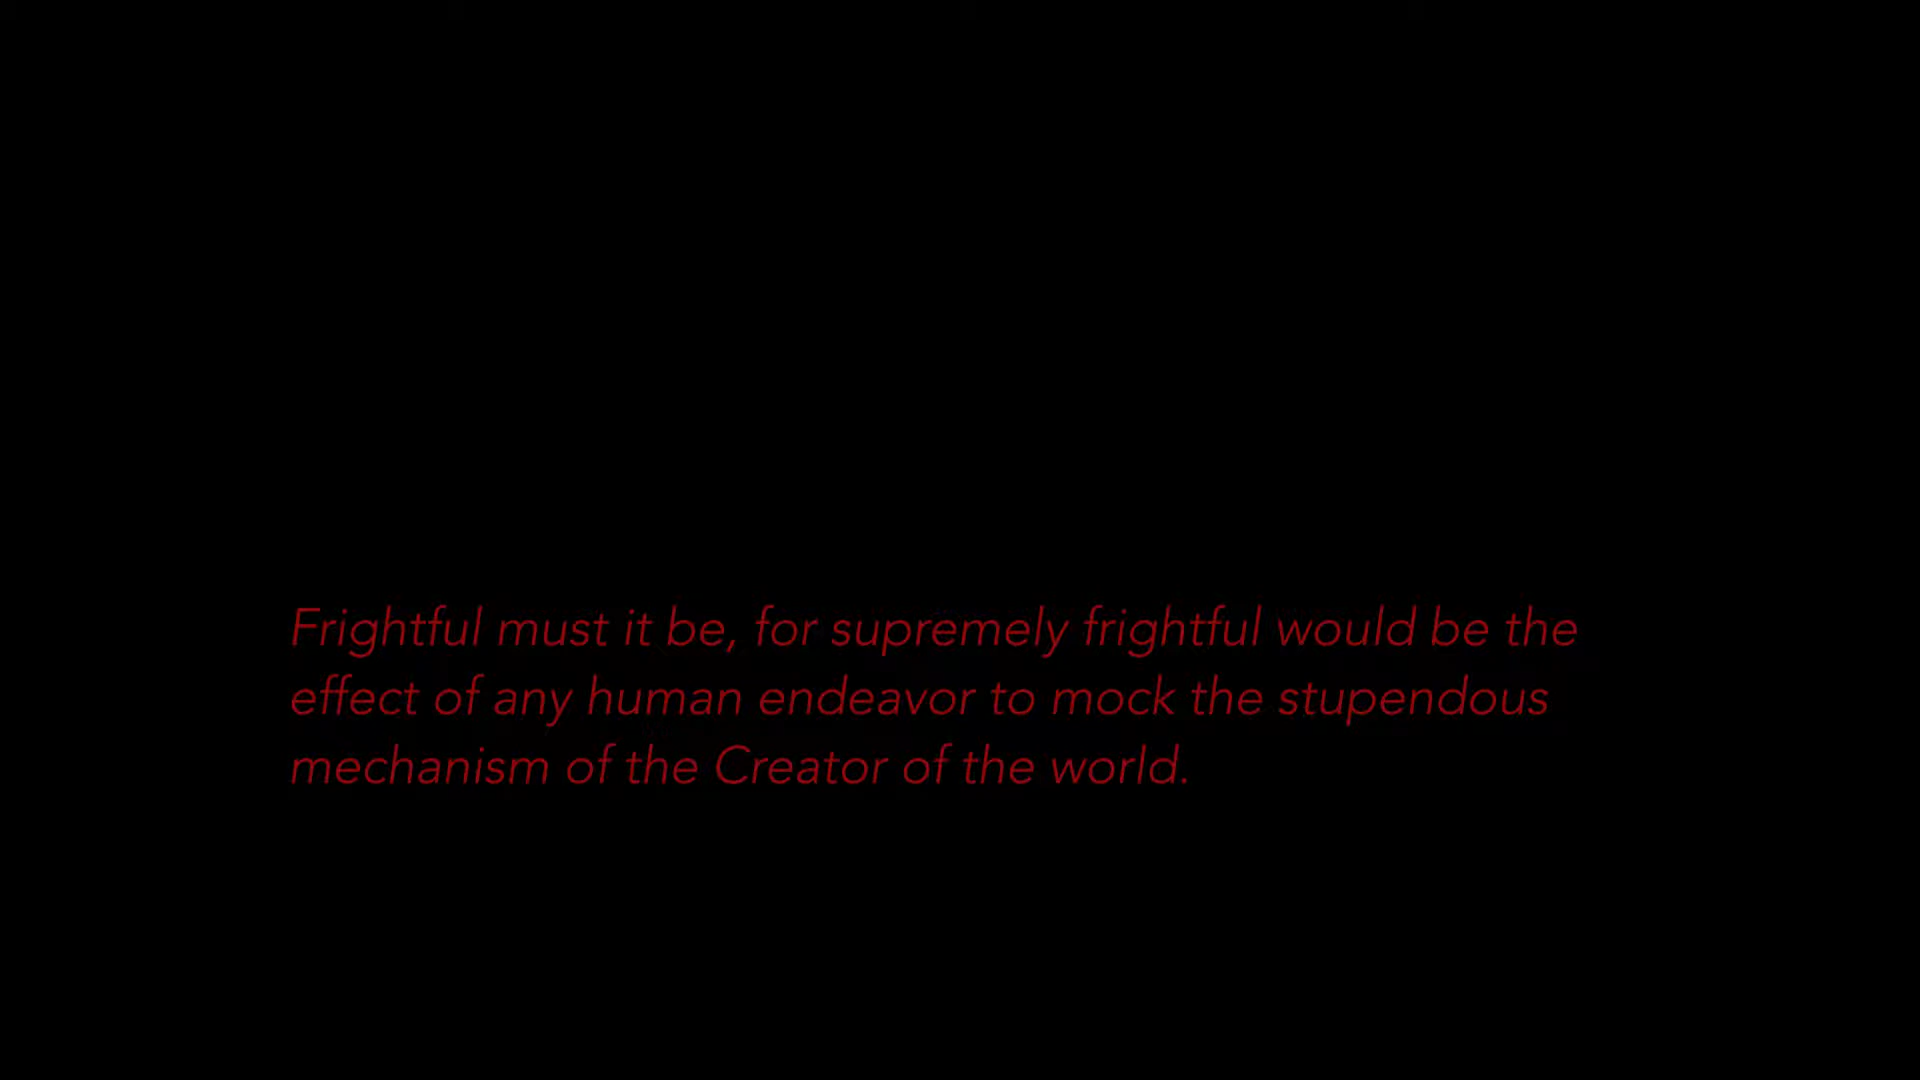 Frightful must it be, for supremely frightful would be the
effect of any human endeavor to mock the stupendous
mechanism of the Creator of the world.